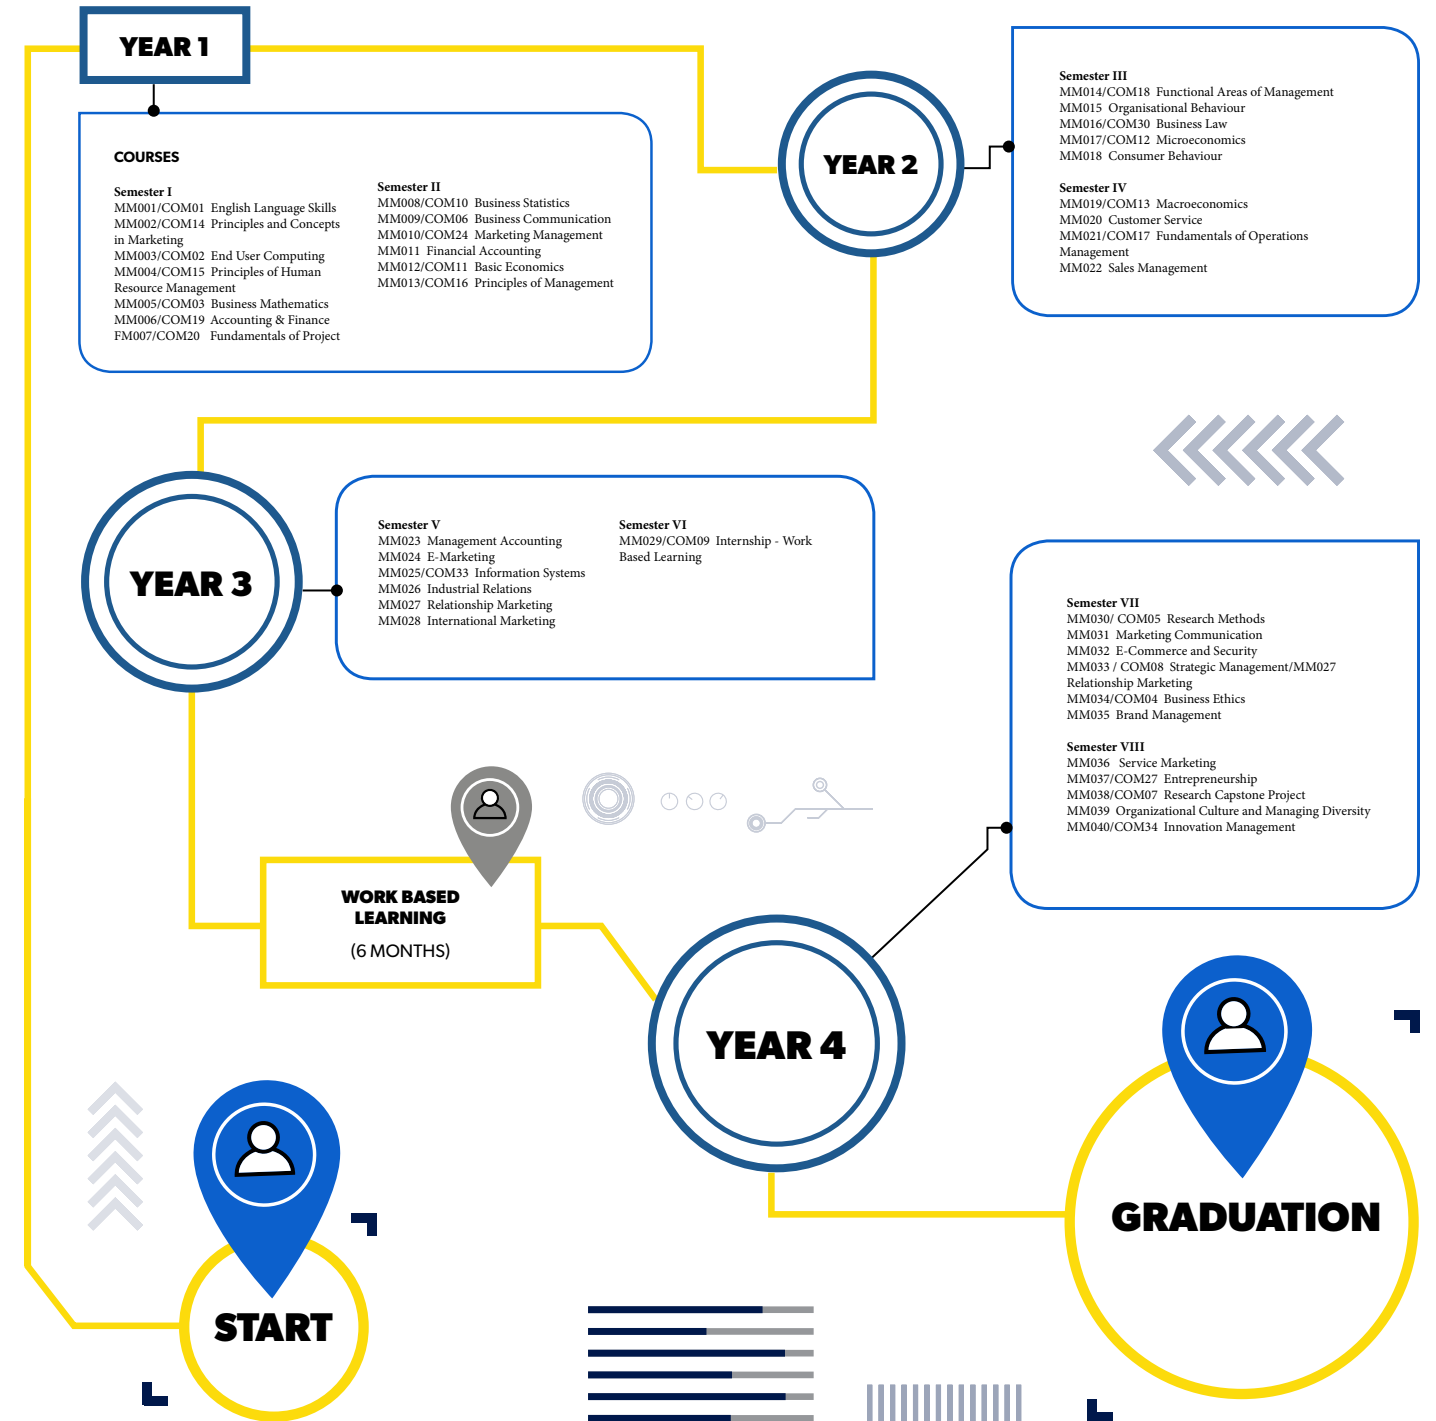 YEAR 1
COURSES
Semester I
MM001/COM01 English Language Skills
MM002/COM14 Principles and Concepts
in Marketing
MM003/COM02 End User Computing
MM004/COM15 Principles of Human
Resource Management
MM005/COM03 Business Mathematics
MM006/COM19 Accounting & Finance
FM007/COM20 Fundamentals of Project
Semester II
MM008/COM10 Business Statistics
MM009/COM06 Business Communication
MM010/COM24 Marketing Management
MM011 Financial Accounting
MM012/COM11 Basic Economics
MM013/COM16 Principles of Management
YEAR 2
Semester III
MM014/COM18 Functional Areas of Management
MM015 Organisational Behaviour
MM016/COM30 Business Law
MM017/COM12 Microeconomics
MM018 Consumer Behaviour
Semester IV
MM019/COM13 Macroeconomics
MM020 Customer Service
MM021/COM17 Fundamentals of Operations
Management
MM022 Sales Management
YEAR 3
Semester V
MM023 Management Accounting
MM024 E-Marketing
MM025/COM33 Information Systems
MM026 Industrial Relations
MM027 Relationship Marketing
MM028 International Marketing
Semester VI
MM029/COM09 Internship - Work
Based Learning
WORK BASED
LEARNING
(6 MONTHS)
YEAR 4
Semester VII
MM030/ COM05 Research Methods
MM031 Marketing Communication
MM032 E-Commerce and Security
MM033 / COM08 Strategic Management/MM027
Relationship Marketing
MM034/COM04 Business Ethics
MM035 Brand Management
Semester VIII
MM036 Service Marketing
MM037/COM27 Entrepreneurship
MM038/COM07 Research Capstone Project
MM039 Organizational Culture and Managing Diversity
MM040/COM34 Innovation Management
GRADUATION
START